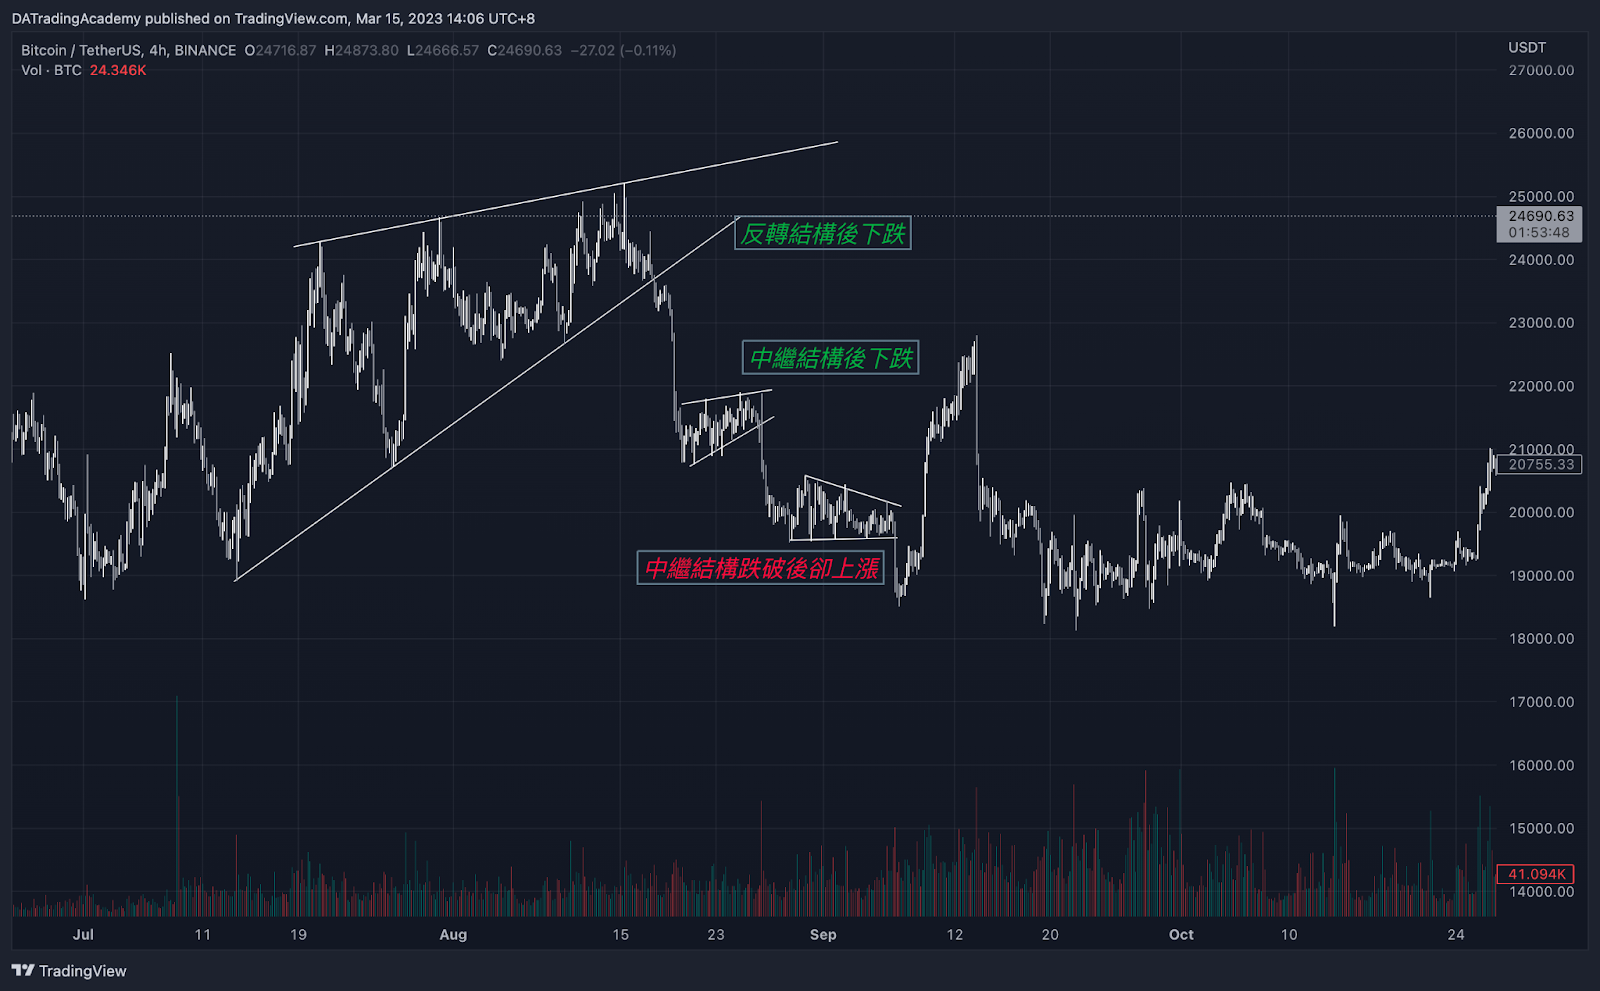 DATradingAcademy published on TradingView.com, Mar 15, 2023 14:06 UTC+8
Bitcoin / TetherUS, 4h, BINANCE O24716.87 H24873.80 L24666.57 C24690.63 −27.02 (−0.11%)
Vol · BTC 24.346K
USDT
27000.00
26000.00
25000.00
24690.63
01:53:48
24000.00
23000.00
22000.00
21000.00
20755.33
20000.00
19000.00
18000.00
17000.00
16000.00
15000.00
41.094K
14000.00
反轉結構後下跌
中繼結構後下跌
中繼結構跌破後卻上漲
Jul 11 19 Aug 15 23 Sep 12 20 Oct 10 24
TradingView